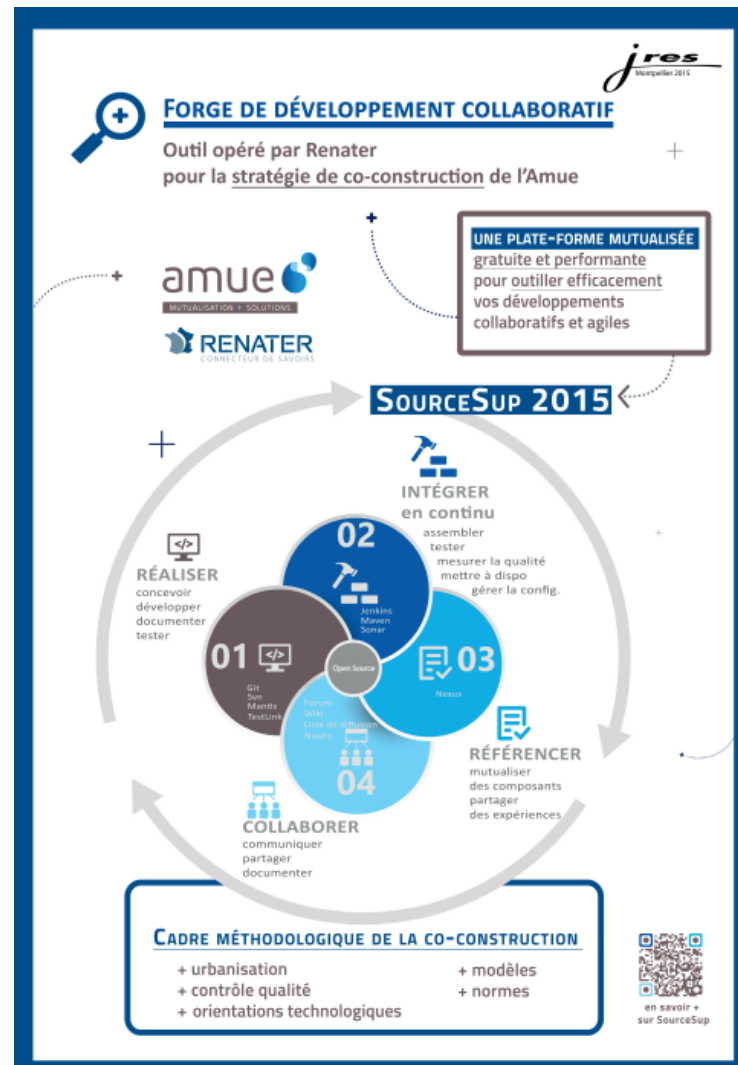 jres
Montpellier 2015
FORGE DE DÉVELOPPEMENT COLLABORATIF
Outil opéré par Renater
pour la stratégie de co-construction de l'Amue
UNE PLATE-FORME MUTUALISÉE
gratuite et performante
pour outiller efficacement
vos développements
collaboratifs et agiles
amue
MUTUALISATION + SOLUTIONS
RENATER
CONNECTEUR DE SAVOIRS
SOURCESUP 2015
INTÉGRER
en continu
assembler
tester
mesurer la qualité
mettre à dispo
gérer la config.
RÉALISER
concevoir
développer
documenter
tester
02
Jenkins
Maven
Sonar
01
</>
Git
Svn
Mantis
TestLink
Open Source
03
Nexus
Forum
Wiki
Liste de diffusion
Nuxeo
04
RÉFÉRENCER
mutualiser
des composants
partager
des expériences
COLLABORER
communiquer
partager
documenter
CADRE MÉTHODOLOGIQUE DE LA CO-CONSTRUCTION
+ urbanisation
+ contrôle qualité
+ orientations technologiques
+ modèles
+ normes
en savoir +
sur SourceSup